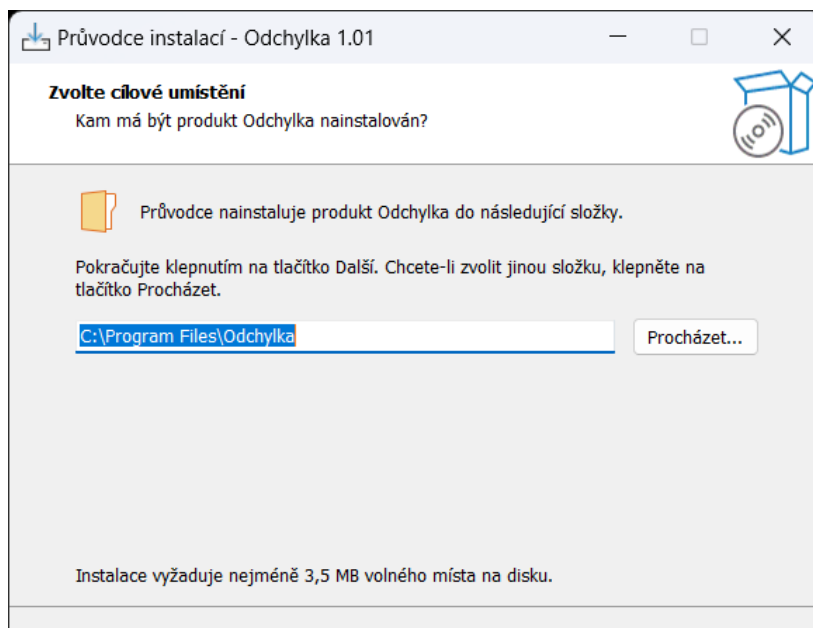 Průvodce instalací - Odchylka 1.01
Zvolte cílové umístění
Kam má být produkt Odchylka nainstalován?
Průvodce nainstaluje produkt Odchylka do následující složky.
Pokračujte klepnutím na tlačítko Další. Chcete-li zvolit jinou složku, klepněte na
tlačítko Procházet.
C:\Program Files\Odchylka
Procházet...
Instalace vyžaduje nejméně 3,5 MB volného místa na disku.